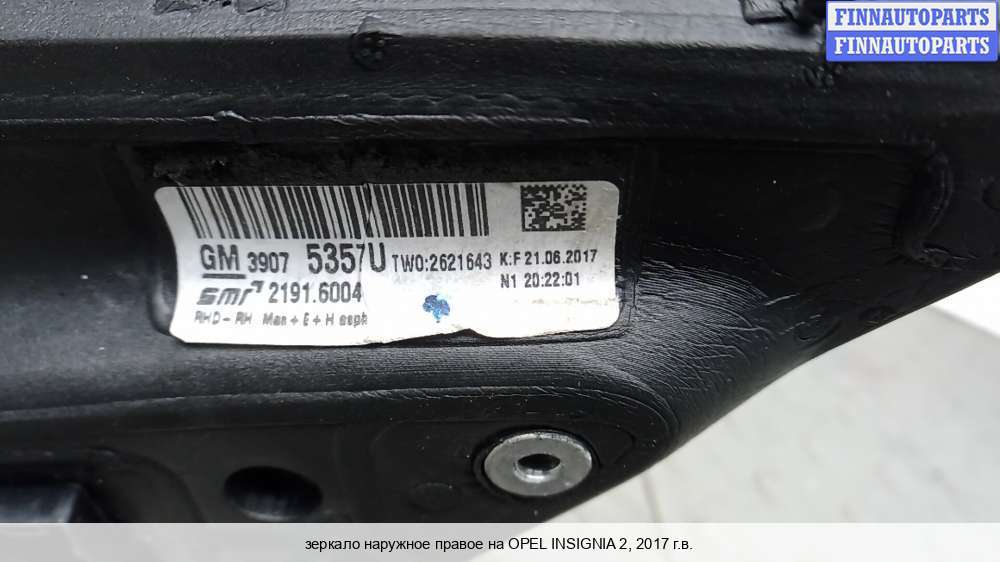 FINNAUTOPARTS
FINNAUTOPARTS
GM 3907 5357U TWO:2621643 K:F 21.06.2017
smr 2191.6004 N1 20:22:01
RHD - RH Man + E + H asph
зеркало наружное правое на OPEL INSIGNIA 2, 2017 г.в.